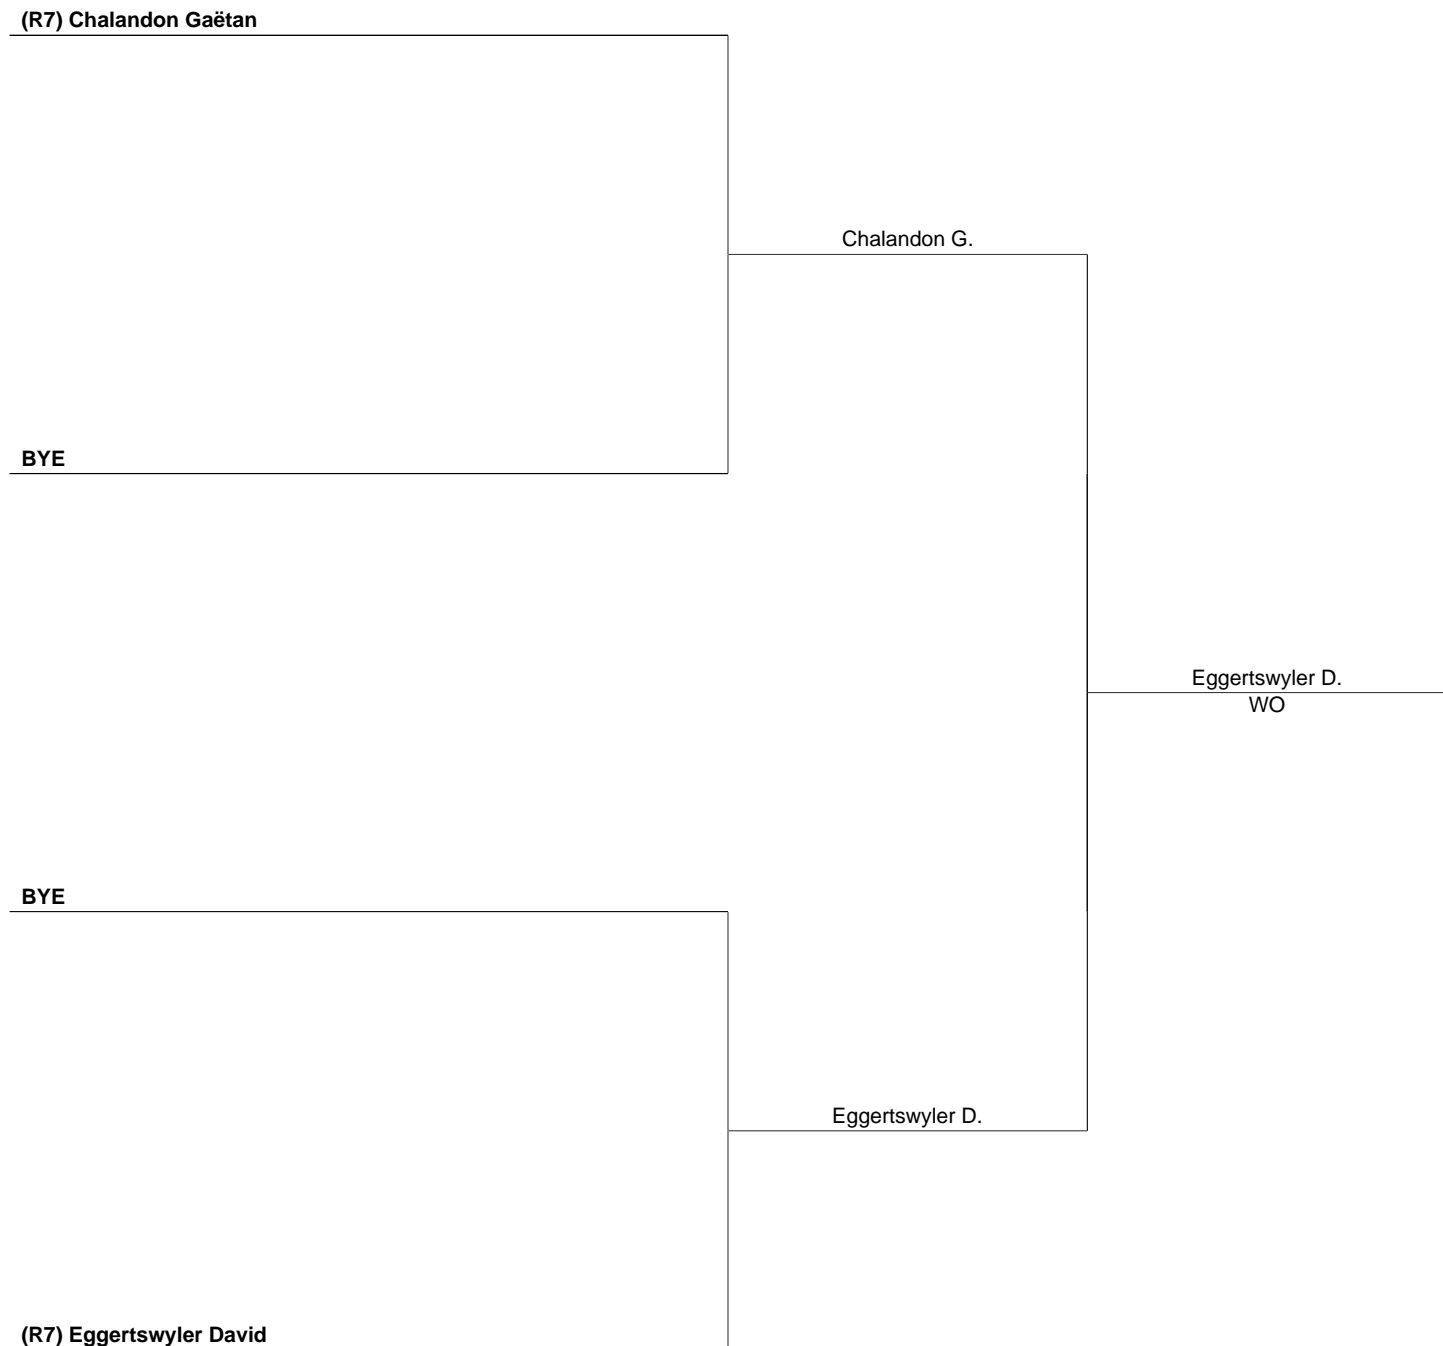 (R7) Chalandon Gaëtan
Chalandon G.
BYE
Eggertswyler D.
WO
BYE
Eggertswyler D.
(R7) Eggertswyler David